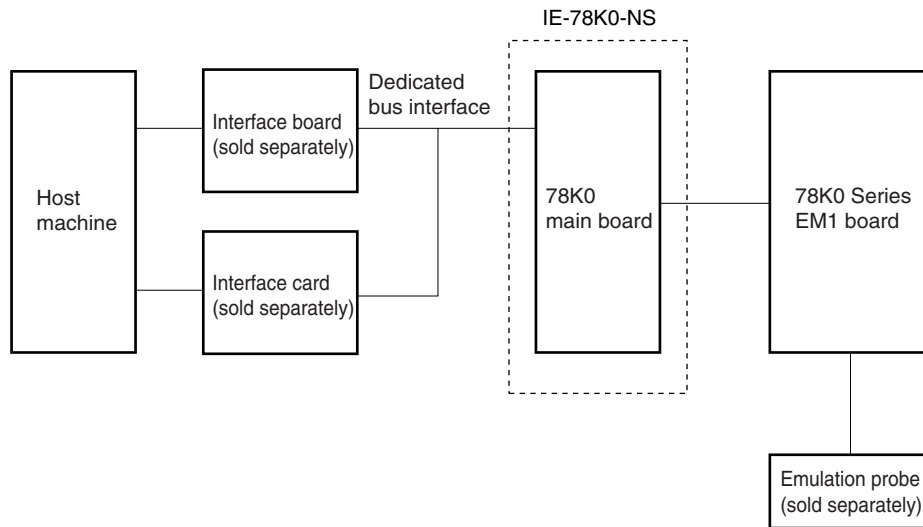 IE-78K0-NS
Dedicated
bus interface
Interface board
(sold separately)
Host
machine
78K0
main board
78K0 Series
EM1 board
Interface card
(sold separately)
Emulation probe
(sold separately)